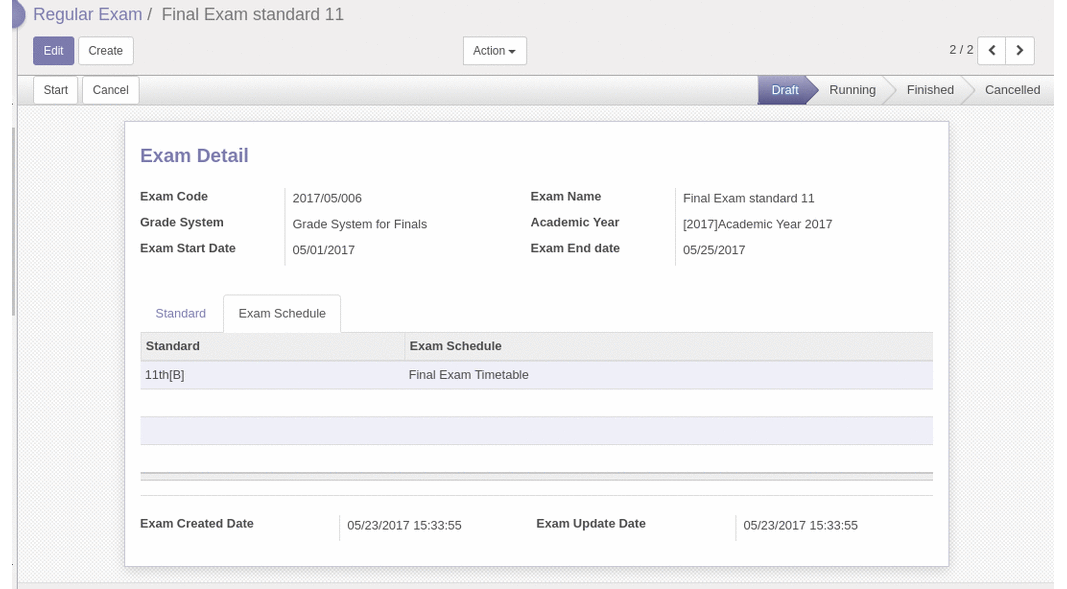 Regular Exam / Final Exam standard 11
Edit Create Action 2 / 2
Start Cancel Draft Running Finished Cancelled
Exam Detail
Exam Code 2017/05/006 Exam Name Final Exam standard 11
Grade System Grade System for Finals Academic Year [2017]Academic Year 2017
Exam Start Date 05/01/2017 Exam End date 05/25/2017
Standard Exam Schedule
Standard Exam Schedule
11th[B] Final Exam Timetable
Exam Created Date 05/23/2017 15:33:55 Exam Update Date 05/23/2017 15:33:55